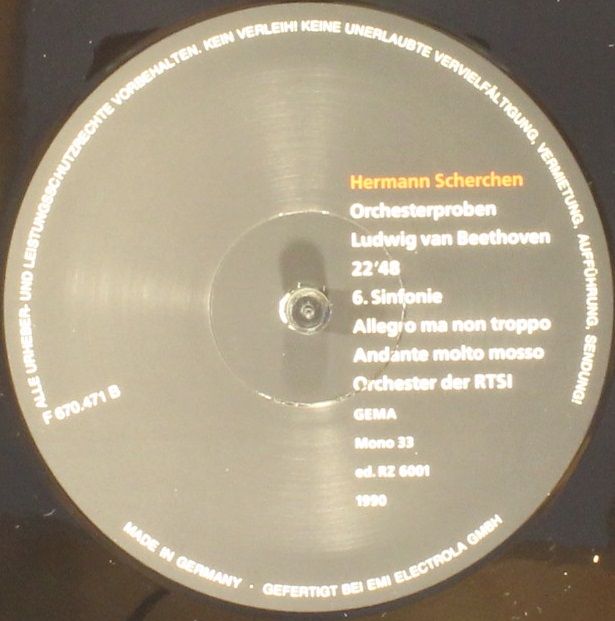 ALLE URHEBER- UND LEISTUNGSSCHUTZRECHTE VORBEHALTEN. KEIN VERLEIH! KEINE UNERLAUBTE VERVIELFÄLTIGUNG, VERMIETUNG, AUFFÜHRUNG, SENDUNG!
Hermann Scherchen
Orchesterproben
Ludwig van Beethoven
22'48
6. Sinfonie
Allegro ma non troppo
Andante molto mosso
Orchester der RTSI
GEMA
Mono 33
ed. RZ 6001
1990
F 670.471 B
MADE IN GERMANY · GEFERTIGT BEI EMI ELECTROLA GMBH